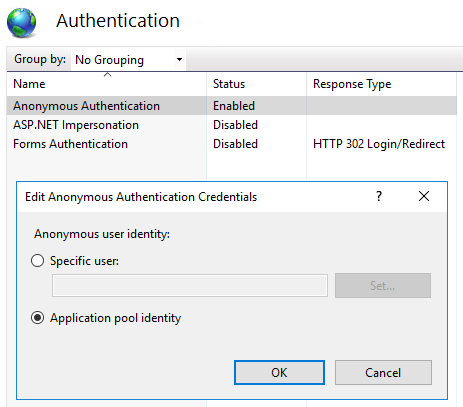 Authentication
Group by: No Grouping
Name Status Response Type
Anonymous Authentication Enabled
ASP.NET Impersonation Disabled
Forms Authentication Disabled HTTP 302 Login/Redirect
Edit Anonymous Authentication Credentials ?
Anonymous user identity:
Specific user:
Set...
Application pool identity
OK Cancel